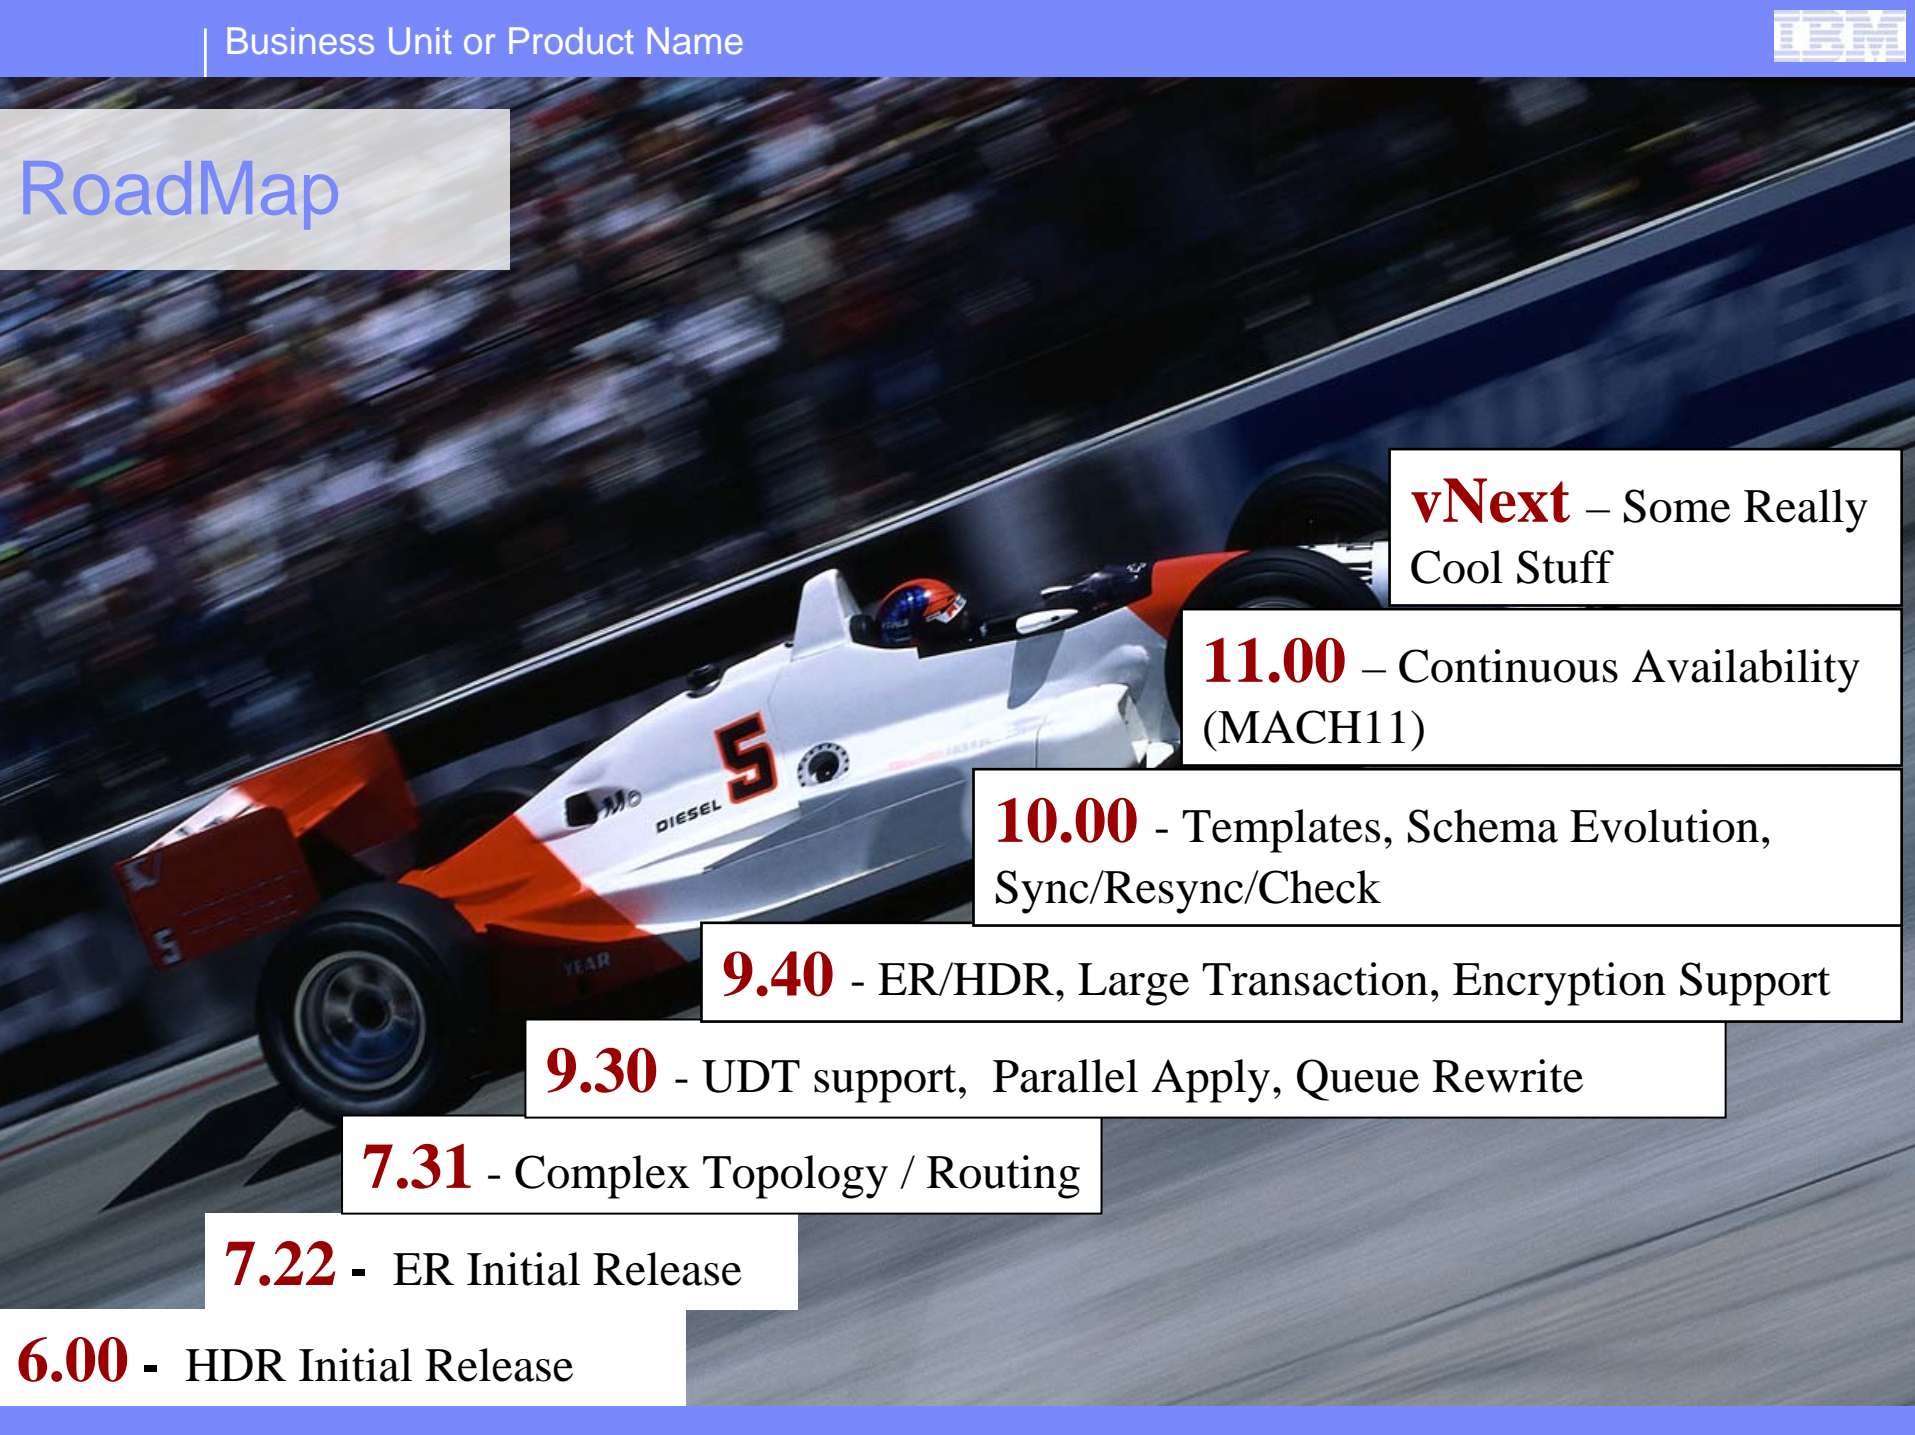 Business Unit or Product Name
IBM
RoadMap
vNext – Some Really
Cool Stuff
11.00 – Continuous Availability
(MACH11)
10.00 - Templates, Schema Evolution,
Sync/Resync/Check
9.40 - ER/HDR, Large Transaction, Encryption Support
9.30 - UDT support, Parallel Apply, Queue Rewrite
7.31 - Complex Topology / Routing
7.22 - ER Initial Release
6.00 - HDR Initial Release
5
DIESEL
5
YEAR